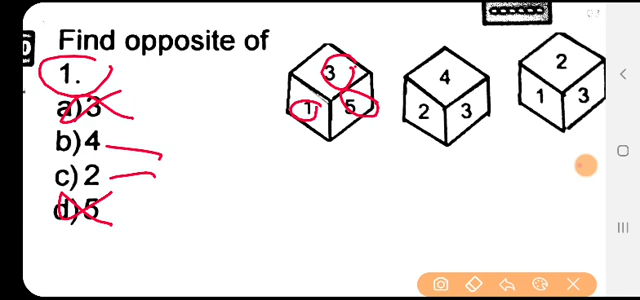 Find opposite of
1.
a) 3
b) 4
c) 2
d) 5
3
1 5
4
2 3
2
1 3